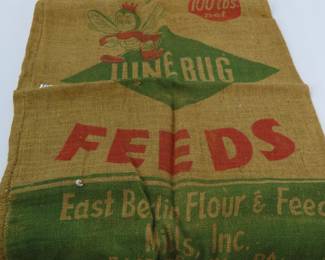 100 lbs.
net
JUNE BUG
FEEDS
East Berlin Flour & Feed
Mills, Inc.